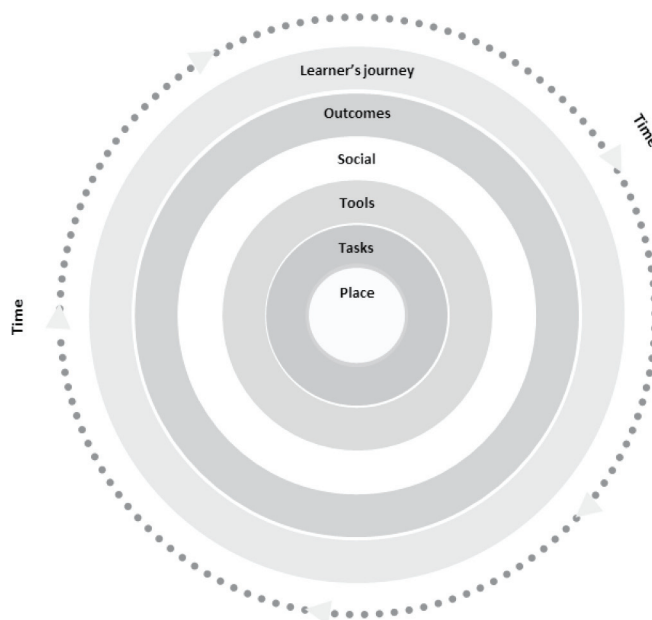 Learner's journey
Outcomes
Time
Social
Tools
Tasks
Place
Time